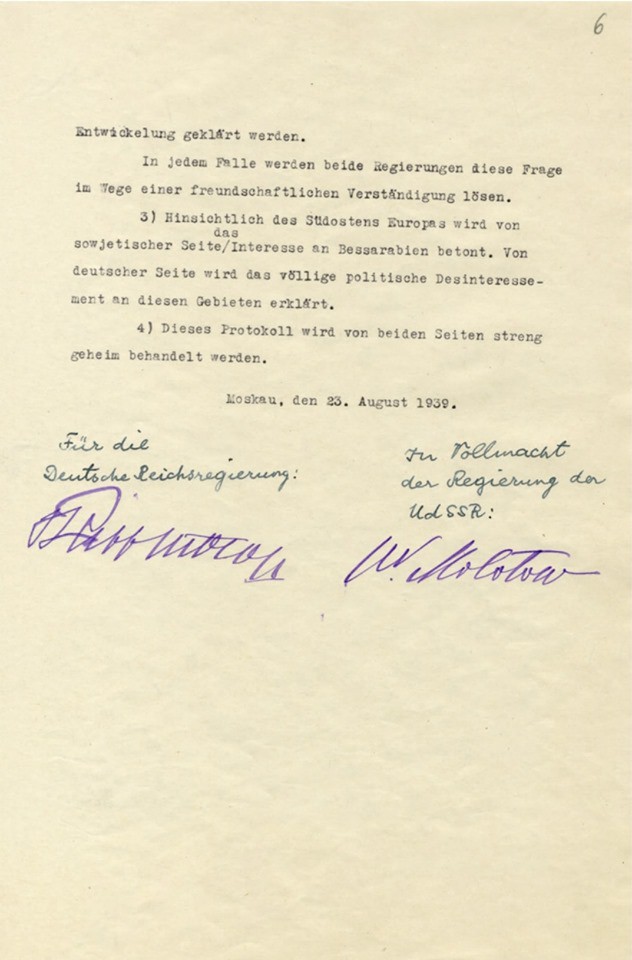 6
Entwickelung geklärt werden.
In jedem Falle werden beide Regierungen diese Frage
im Wege einer freundschaftlichen Verständigung lösen.
3) Hinsichtlich des Südostens Europas wird von
das
sowjetischer Seite/Interesse an Bessarabien betont. Von
deutscher Seite wird das völlige politische Desinteresse-
ment an diesen Gebieten erklärt.
4) Dieses Protokoll wird von beiden Seiten streng
geheim behandelt werden.
Moskau, den 23. August 1939.
Für die
Deutsche Reichsregierung:
In Vollmacht
der Regierung der
UdSSR:
W. Molotow